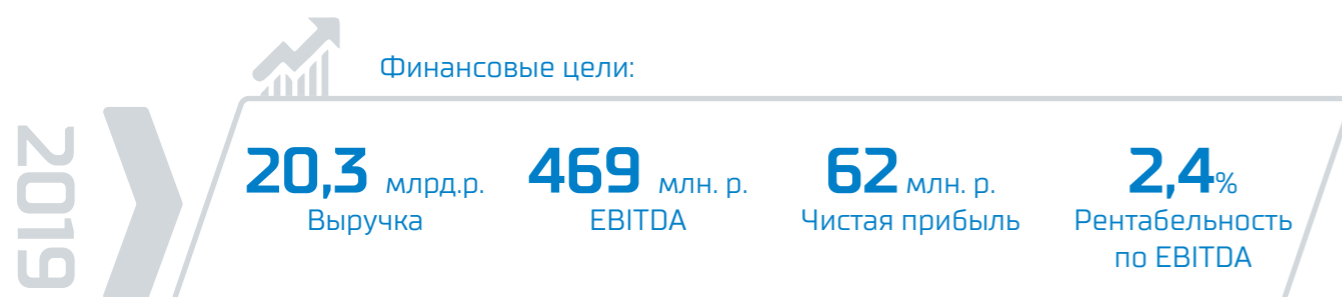 2019
Финансовые цели:
20,3 млрд.р.
Выручка
469 млн. р.
EBITDA
62 млн. р.
Чистая прибыль
2,4%
Рентабельность
по EBITDA